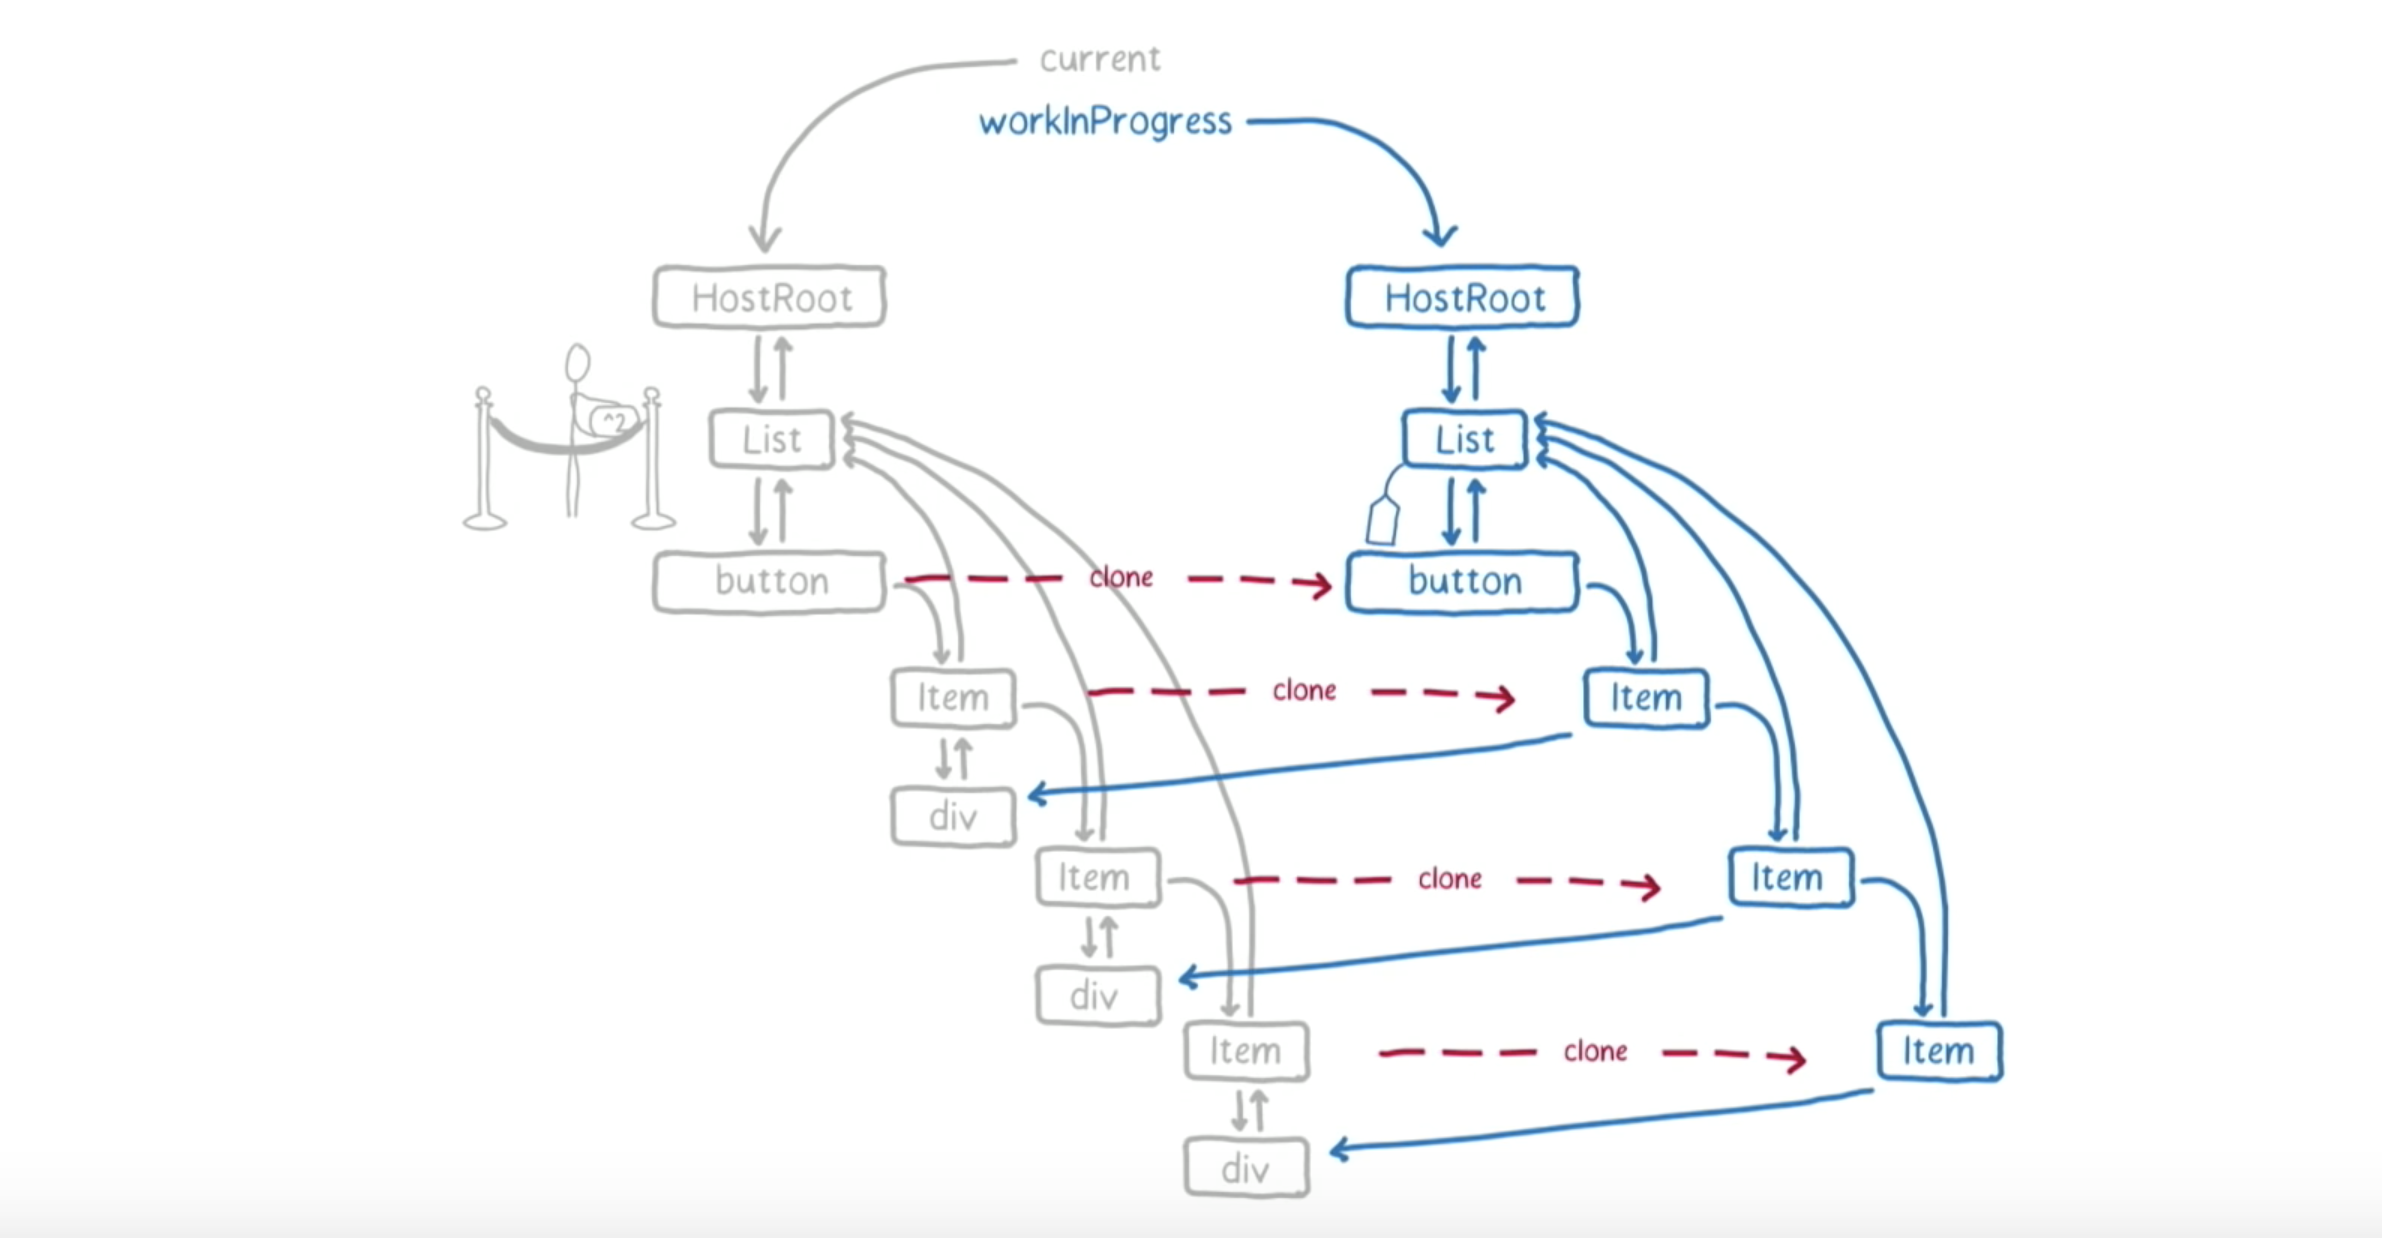 current
workInProgress
HostRoot
HostRoot
^2
List
List
button
clone
button
Item
clone
Item
div
Item
clone
Item
div
Item
clone
Item
div